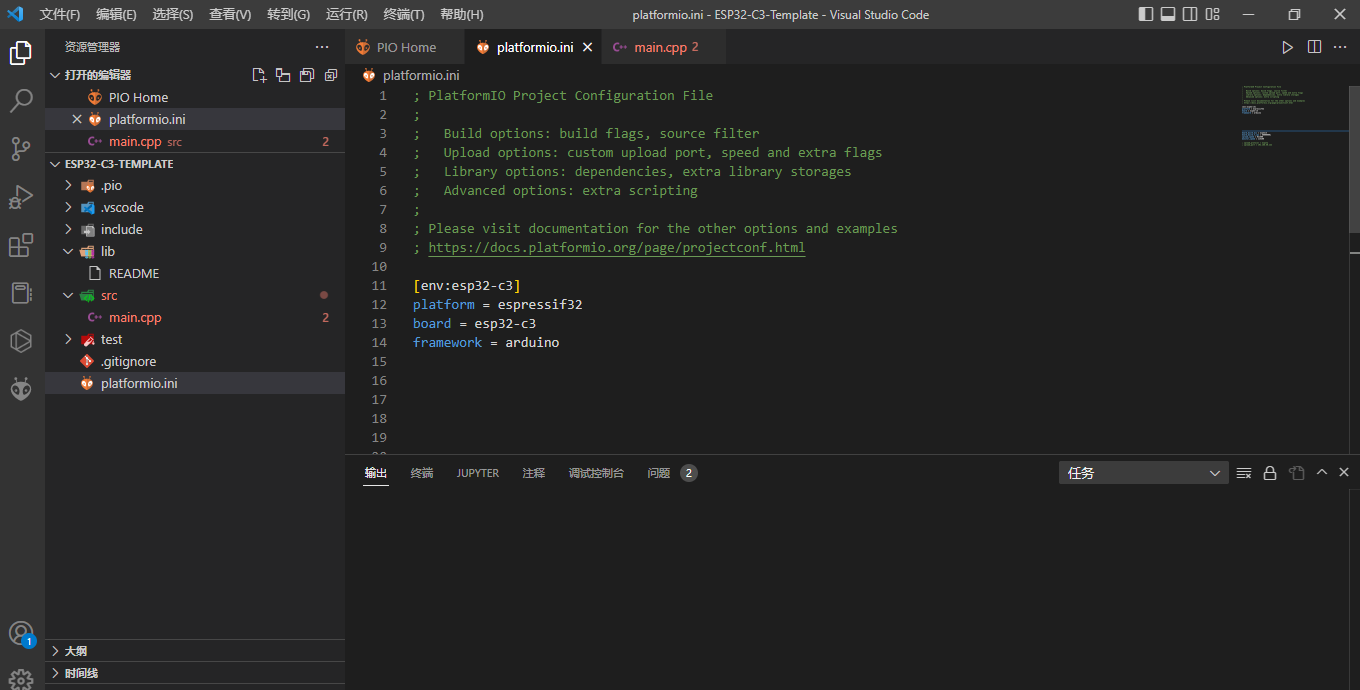 文件(F) 编辑(E) 选择(S) 查看(V) 转到(G) 运行(R) 终端(T) 帮助(H) platformio.ini - ESP32-C3-Template - Visual Studio Code
资源管理器
打开的编辑器
PIO Home
platformio.ini
main.cpp src 2
ESP32-C3-TEMPLATE
.pio
.vscode
include
lib
README
src
main.cpp 2
test
.gitignore
platformio.ini
大纲
时间线
1
PIO Home platformio.ini main.cpp 2
platformio.ini
1 ; PlatformIO Project Configuration File
2 ;
3 ;   Build options: build flags, source filter
4 ;   Upload options: custom upload port, speed and extra flags
5 ;   Library options: dependencies, extra library storages
6 ;   Advanced options: extra scripting
7 ;
8 ; Please visit documentation for the other options and examples
9 ; https://docs.platformio.org/page/projectconf.html
10
11 [env:esp32-c3]
12 platform = espressif32
13 board = esp32-c3
14 framework = arduino
15
16
17
18
19
输出 终端 JUPYTER 注释 调试控制台 问题 2 任务